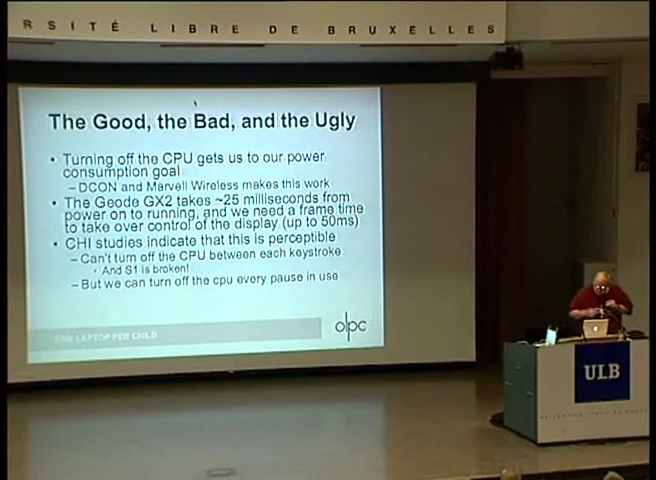 RSITÉ LIBRE DE BRUXELLES
The Good, the Bad, and the Ugly
• Turning off the CPU gets us to our power
consumption goal
– DCON and Marvell Wireless makes this work
• The Geode GX2 takes ~25 milliseconds from
power on to running, and we need a frame time
to take over control of the display (up to 50ms)
• CHI studies indicate that this is perceptible
– Can't turn off the CPU between each keystroke
• And S1 is broken!
– But we can turn off the cpu every pause in use
ONE LAPTOP PER CHILD
olpc
ULB